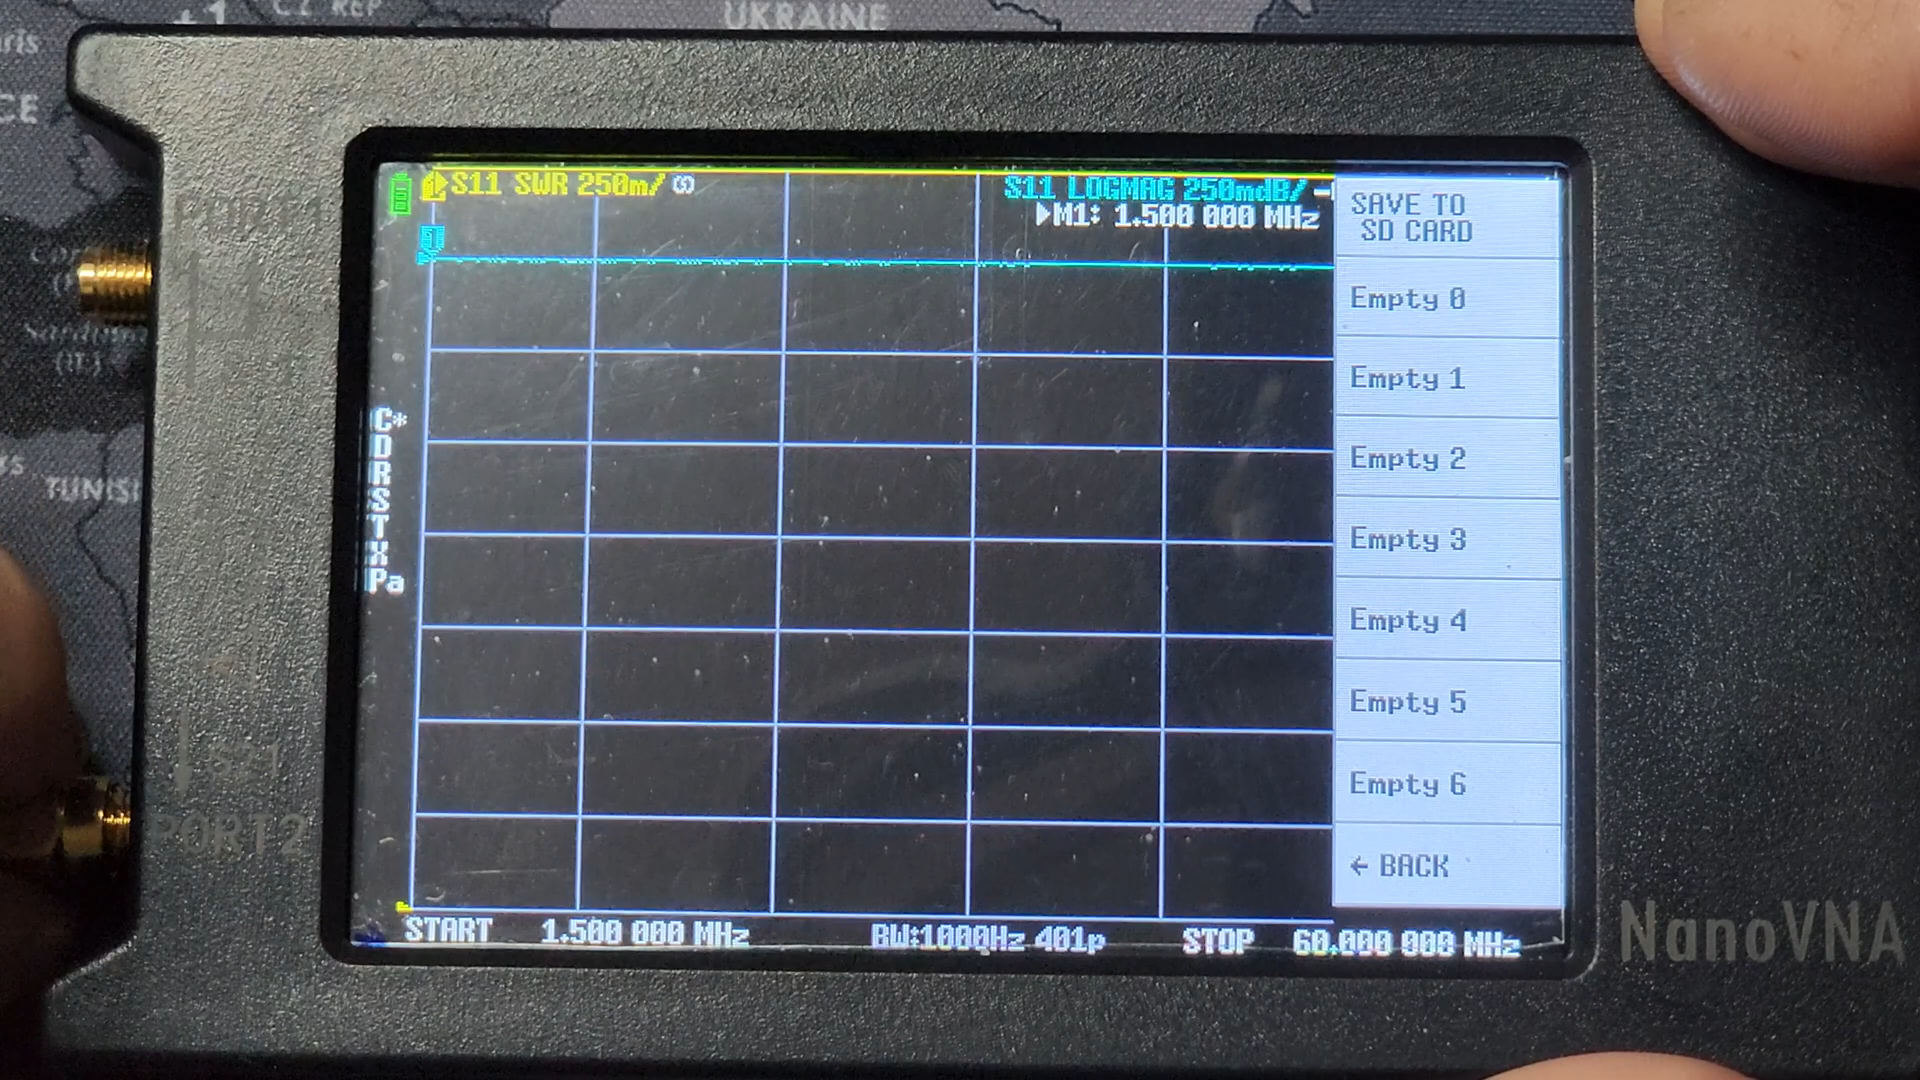 UKRAINE
CE
TUNISI
S11 SWR 250m/ ∞
S11 LOGMAG 250mdB/
M1: 1.500 000 MHz
C*
D
R
S
T
X
Pa
SAVE TO
SD CARD
Empty 0
Empty 1
Empty 2
Empty 3
Empty 4
Empty 5
Empty 6
← BACK
START 1.500 000 MHz BW:1000Hz 401p STOP 60.000 000 MHz
S21
PORT2
NanoVNA